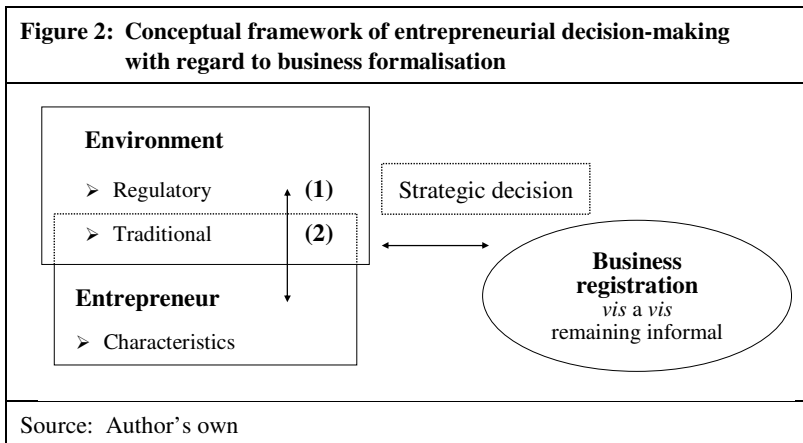 Figure 2: Conceptual framework of entrepreneurial decision-making
with regard to business formalisation
Environment
➢ Regulatory (1)
➢ Traditional (2)
Entrepreneur
➢ Characteristics
Strategic decision
Business
registration
vis a vis
remaining informal
Source: Author's own